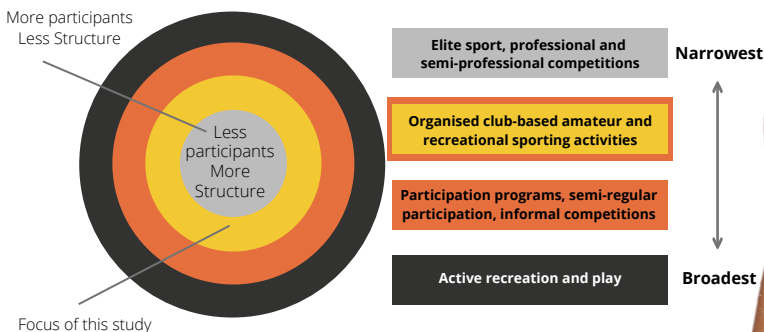 More participants
Less Structure
Less
participants
More
Structure
Focus of this study
Elite sport, professional and
semi-professional competitions
Narrowest
Organised club-based amateur and
recreational sporting activities
Participation programs, semi-regular
participation, informal competitions
Active recreation and play
Broadest